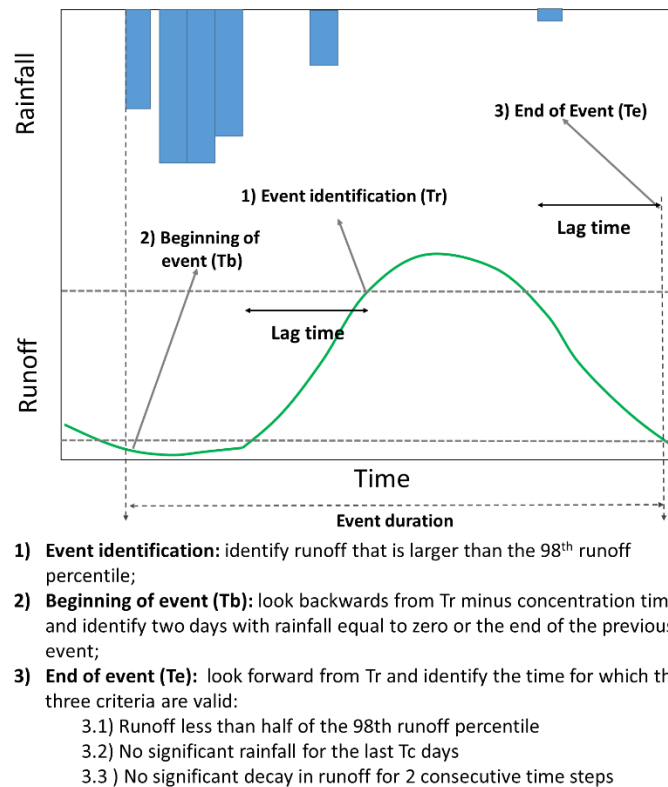 Rainfall
3) End of Event (Te)
1) Event identification (Tr)
Lag time
2) Beginning of
event (Tb)
Lag time
Runoff
Time
Event duration
1) Event identification: identify runoff that is larger than the 98th runoff
percentile;
2) Beginning of event (Tb): look backwards from Tr minus concentration tim
and identify two days with rainfall equal to zero or the end of the previous
event;
3) End of event (Te): look forward from Tr and identify the time for which th
three criteria are valid:
3.1) Runoff less than half of the 98th runoff percentile
3.2) No significant rainfall for the last Tc days
3.3 ) No significant decay in runoff for 2 consecutive time steps